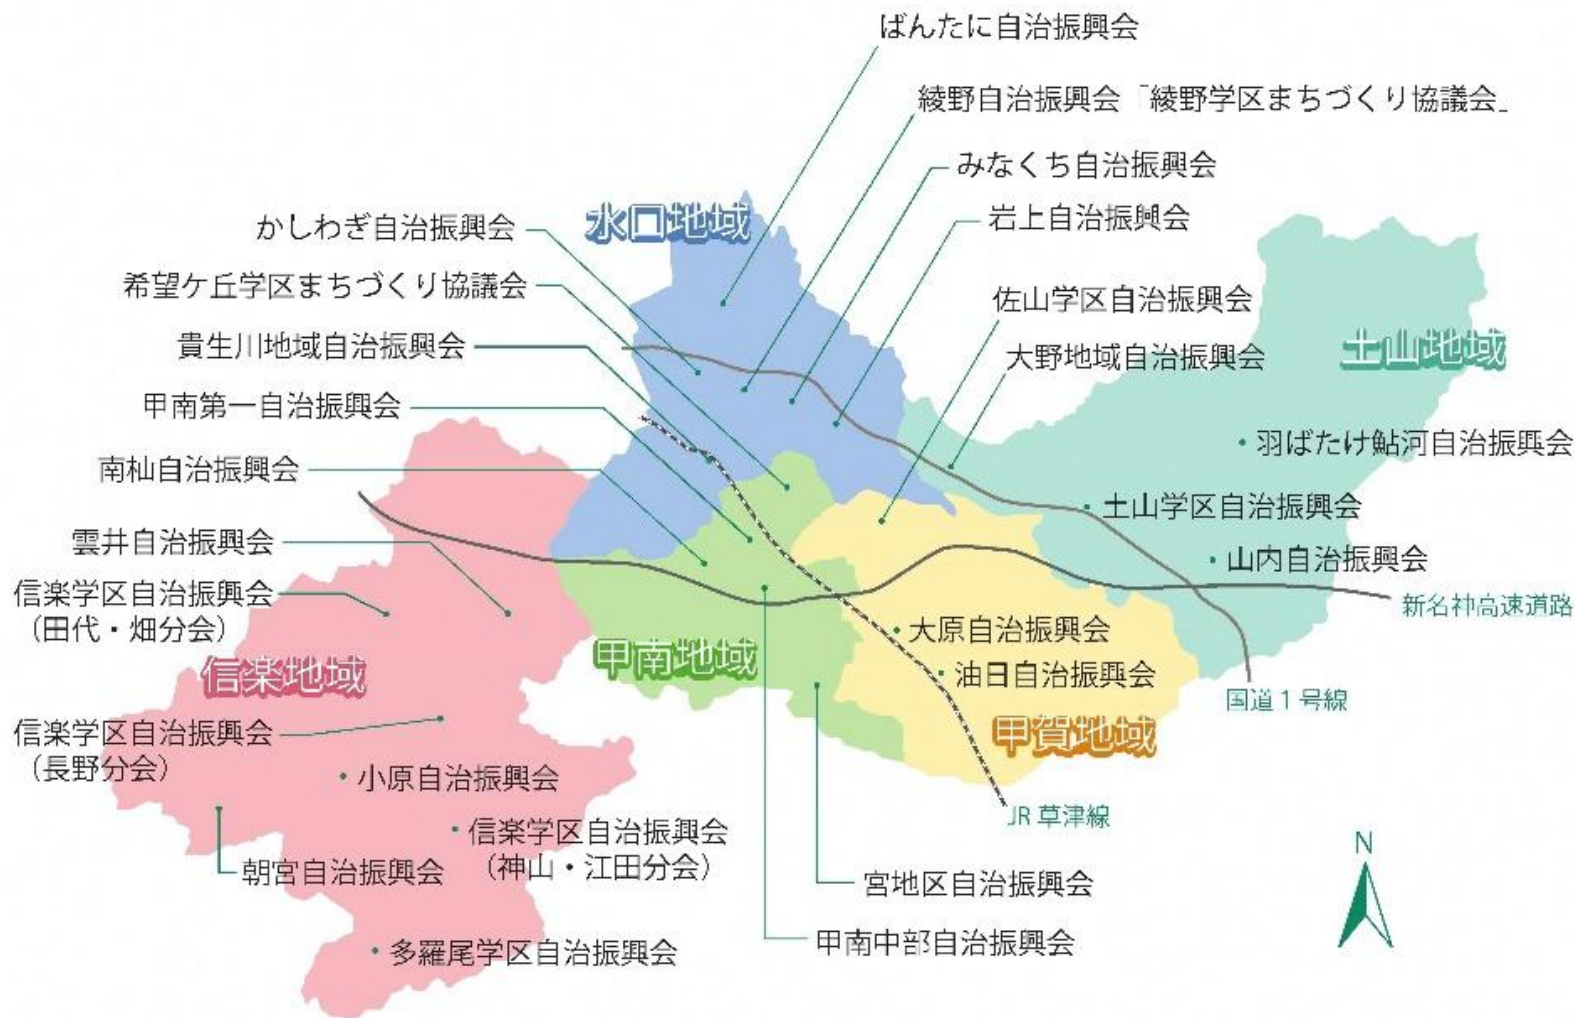 ばんたに自治振興会
綾野自治振興会「綾野学区まちづくり協議会」
みなくち自治振興会
岩上自治振興会
水口地域
かしわぎ自治振興会
希望ケ丘学区まちづくり協議会
佐山学区自治振興会
貴生川地域自治振興会
大野地域自治振興会
土山地域
甲南第一自治振興会
羽ばたけ鮎河自治振興会
南杣自治振興会
土山学区自治振興会
雲井自治振興会
山内自治振興会
信楽学区自治振興会
（田代・畑分会）
新名神高速道路
大原自治振興会
甲南地域
信楽地域
油日自治振興会
国道1号線
信楽学区自治振興会
（長野分会）
甲賀地域
小原自治振興会
JR草津線
信楽学区自治振興会
（神山・江田分会）
N
朝宮自治振興会
宮地区自治振興会
甲南中部自治振興会
多羅尾学区自治振興会